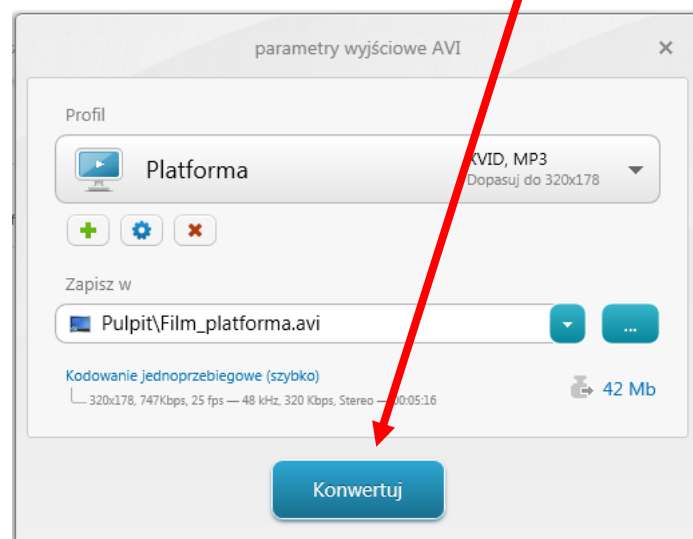 parametry wyjściowe AVI
Profil
Platforma
XVID, MP3
Dopasuj do 320x178
Zapisz w
Pulpit\Film_platforma.avi
...
Kodowanie jednoprzebiegowe (szybko)
320x178, 747Kbps, 25 fps — 48 kHz, 320 Kbps, Stereo — 00:05:16
42 Mb
Konwertuj